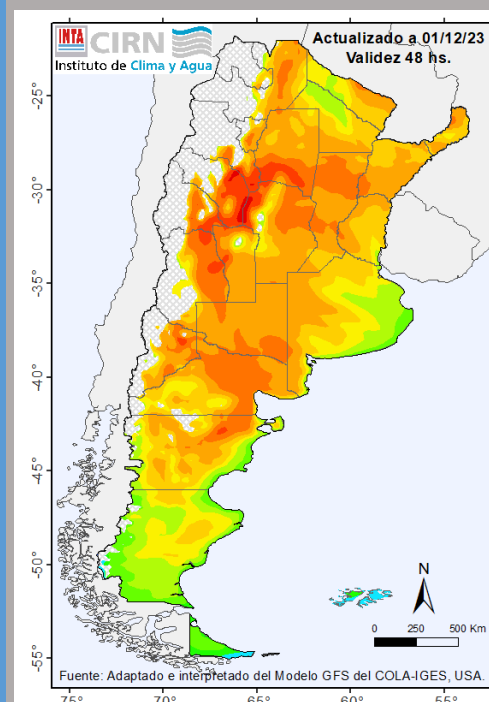 INTA CIRN
Instituto de Clima y Agua
Actualizado a 01/12/23
Validez 48 hs.
-25°
-30°
-35°
-40°
-45°
-50°
-55°
N
0 250 500 Km
Fuente: Adaptado e interpretado del Modelo GFS del COLA-IGES, USA.
-75° -70° -65° -60° -55°